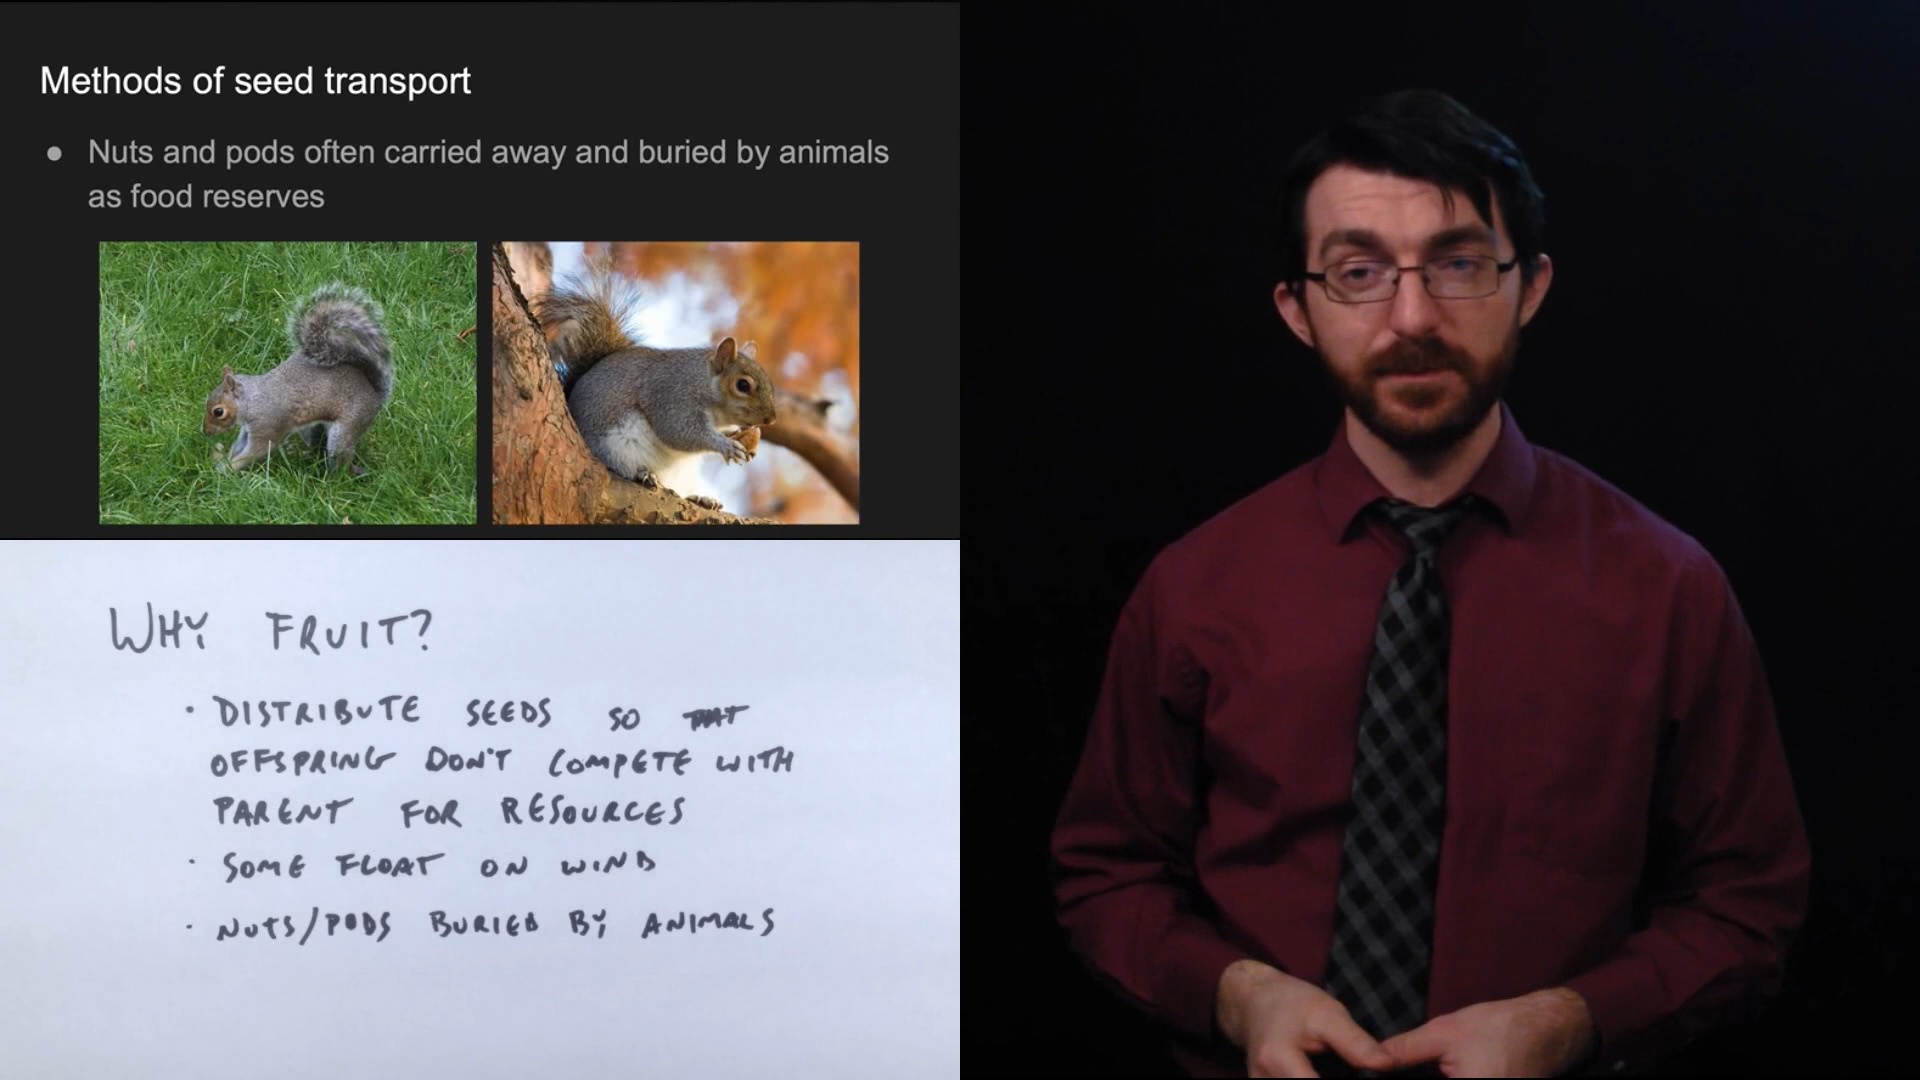 Methods of seed transport
● Nuts and pods often carried away and buried by animals
as food reserves
WHY FRUIT?
· DISTRIBUTE SEEDS SO THAT
OFFSPRING DON'T COMPETE WITH
PARENT FOR RESOURCES
· SOME FLOAT ON WIND
· NUTS/PODS BURIED BY ANIMALS